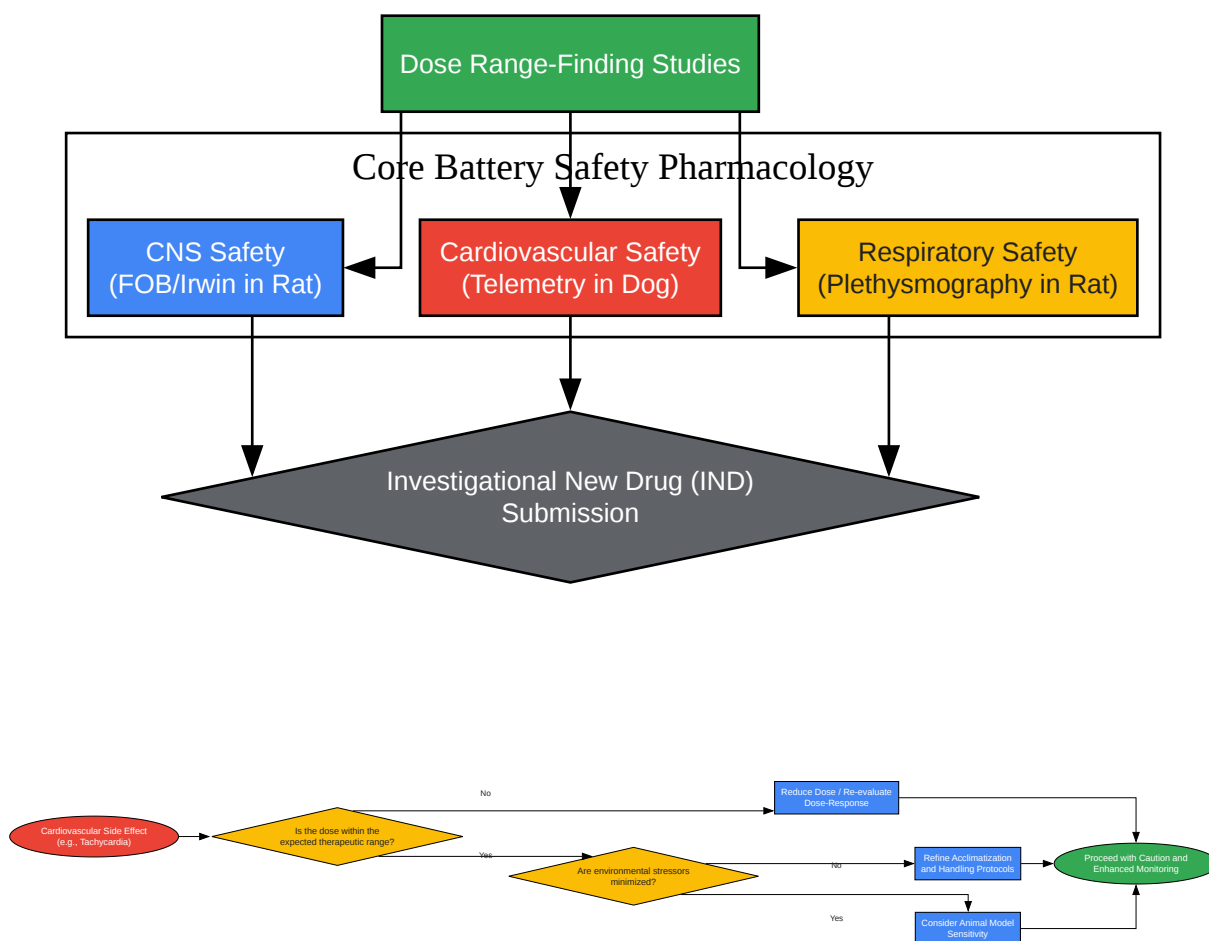 Dose Range-Finding Studies
Core Battery Safety Pharmacology
CNS Safety
(FOB/Irwin in Rat)
Cardiovascular Safety
(Telemetry in Dog)
Respiratory Safety
(Plethysmography in Rat)
Investigational New Drug (IND)
Submission
Cardiovascular Side Effect
(e.g., Tachycardia)
Is the dose within the
expected therapeutic range?
No
Reduce Dose / Re-evaluate
Dose-Response
Yes
Are environmental stressors
minimized?
No
Refine Acclimatization
and Handling Protocols
Yes
Consider Animal Model
Sensitivity
Proceed with Caution and
Enhanced Monitoring